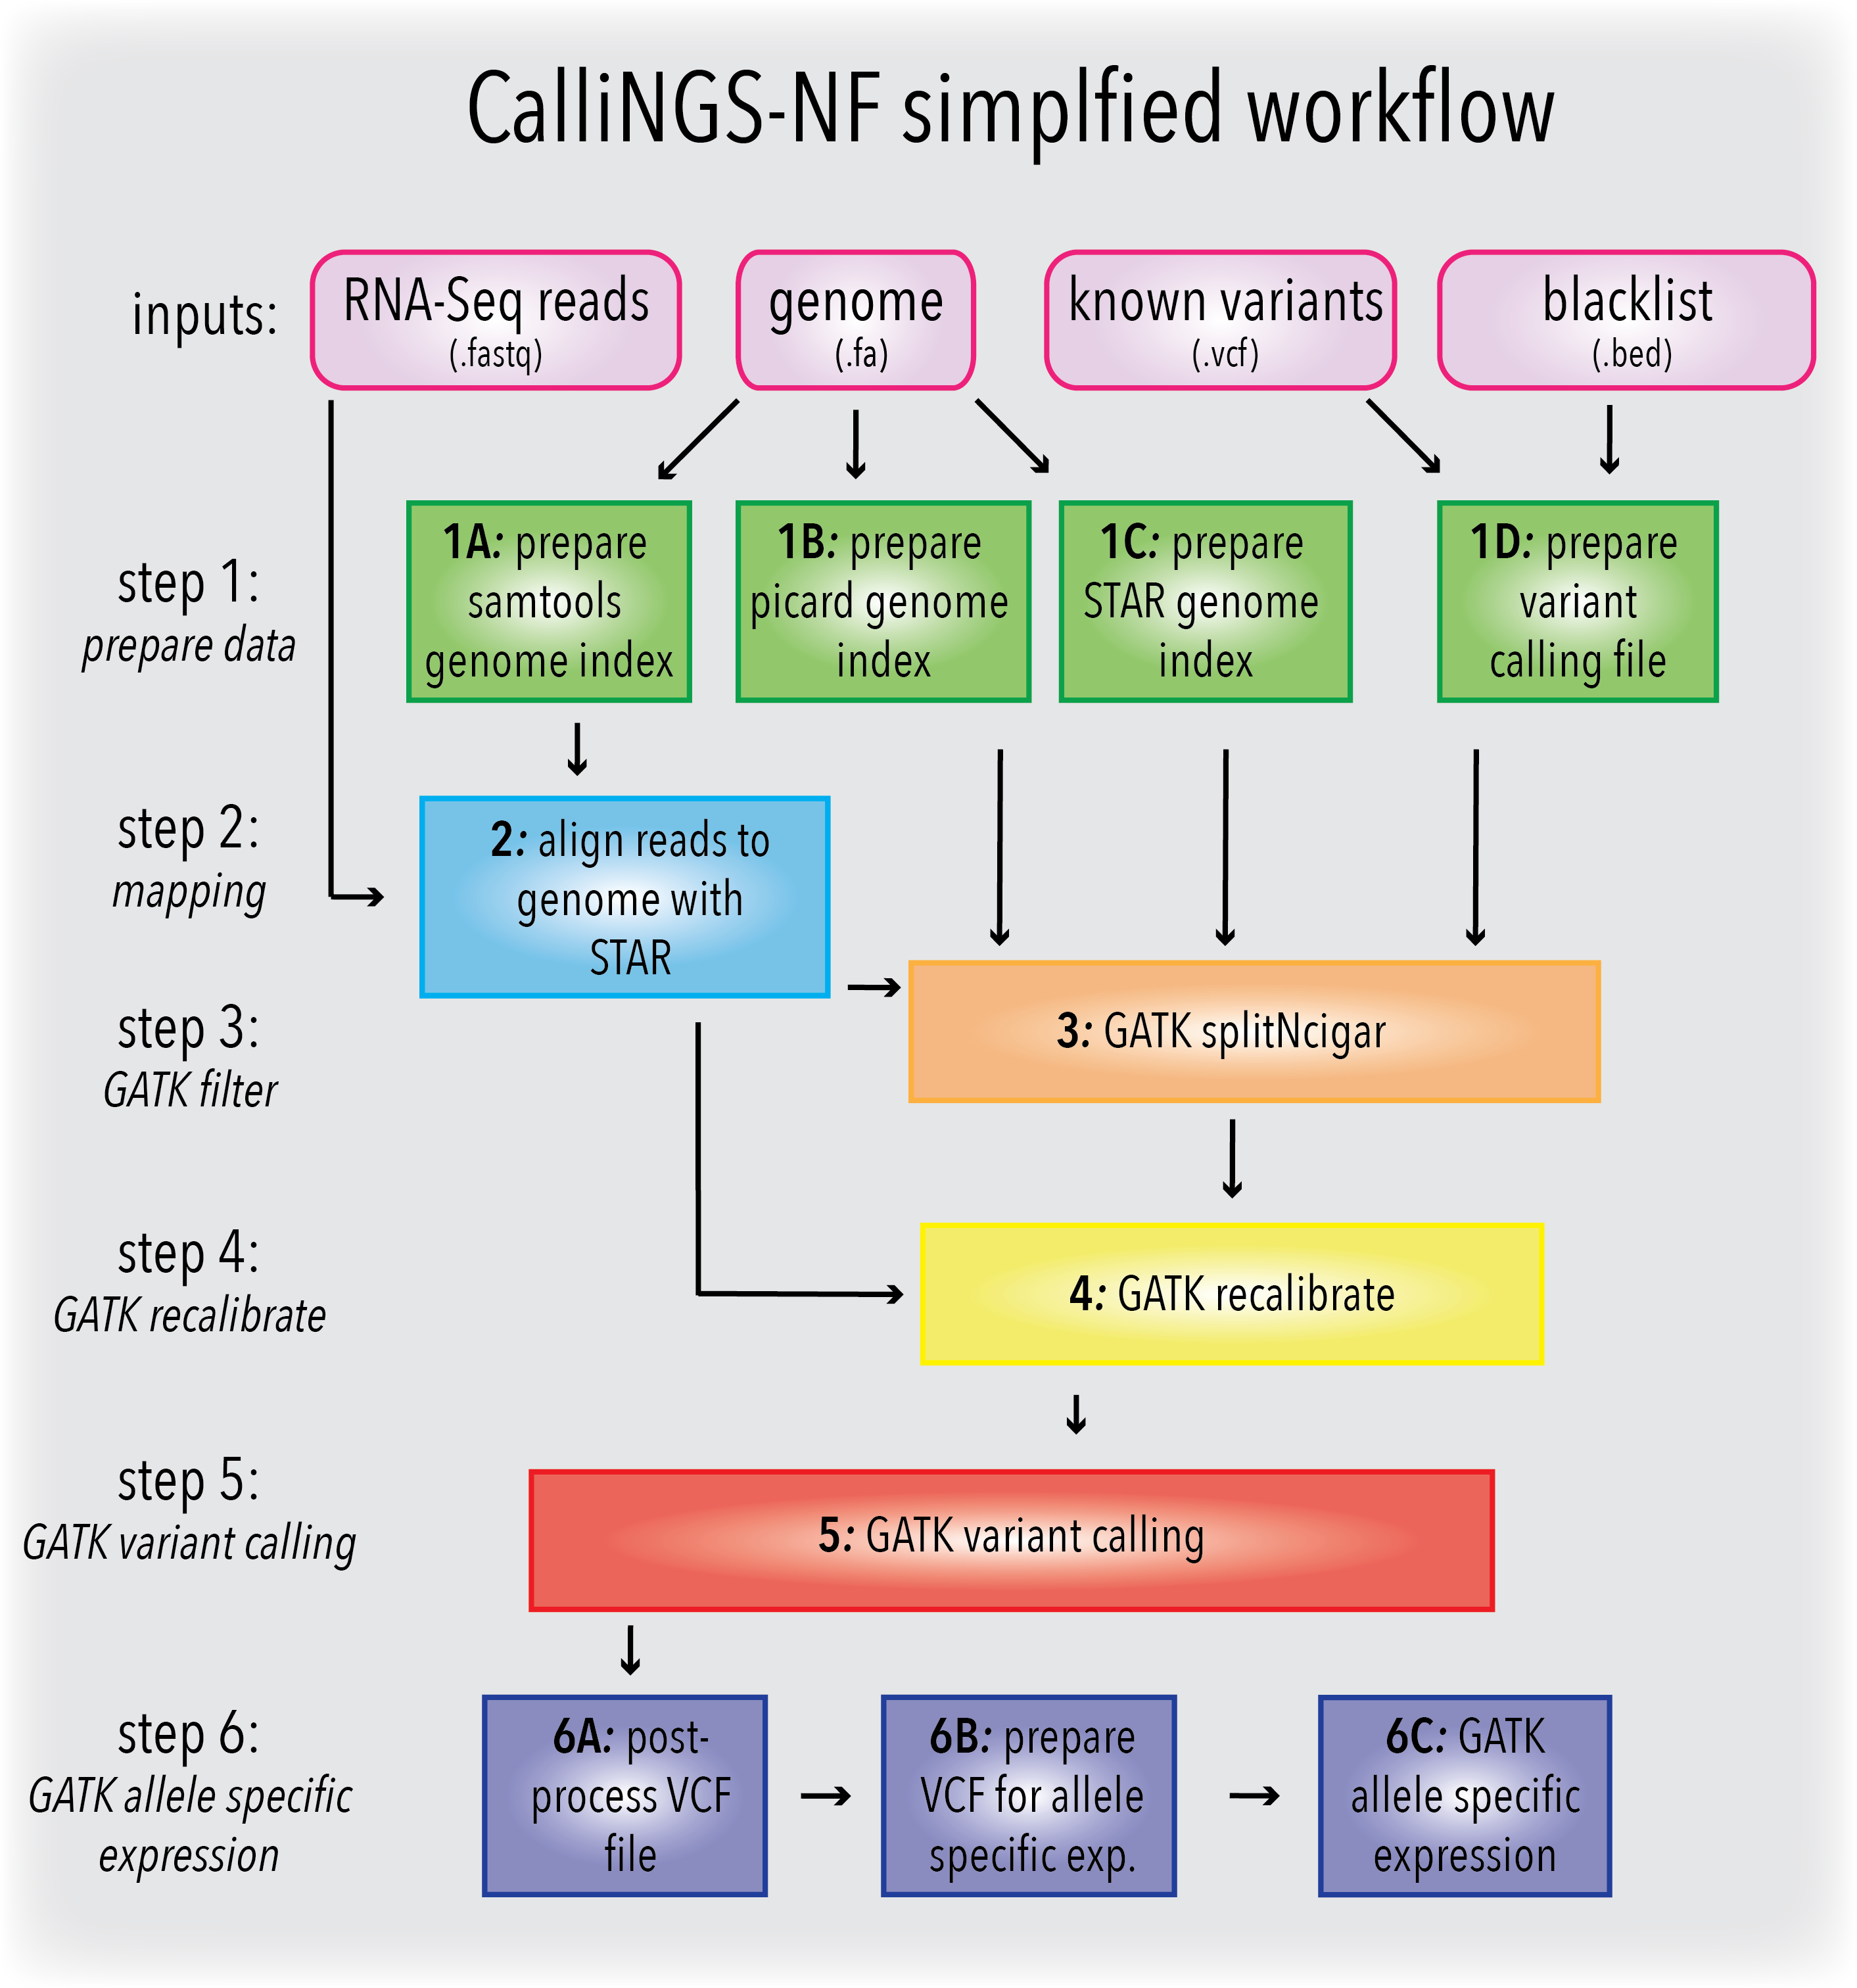 CalliNGS-NF simplfied workflow
inputs:
RNA-Seq reads
(.fastq)
genome
(.fa)
known variants
(.vcf)
blacklist
(.bed)
step 1:
prepare data
1A: prepare
samtools
genome index
1B: prepare
picard genome
index
1C: prepare
STAR genome
index
1D: prepare
variant
calling file
step 2:
mapping
2: align reads to
genome with
STAR
step 3:
GATK filter
3: GATK splitNcigar
step 4:
GATK recalibrate
4: GATK recalibrate
step 5:
GATK variant calling
5: GATK variant calling
step 6:
GATK allele specific
expression
6A: post-
process VCF
file
6B: prepare
VCF for allele
specific exp.
6C: GATK
allele specific
expression